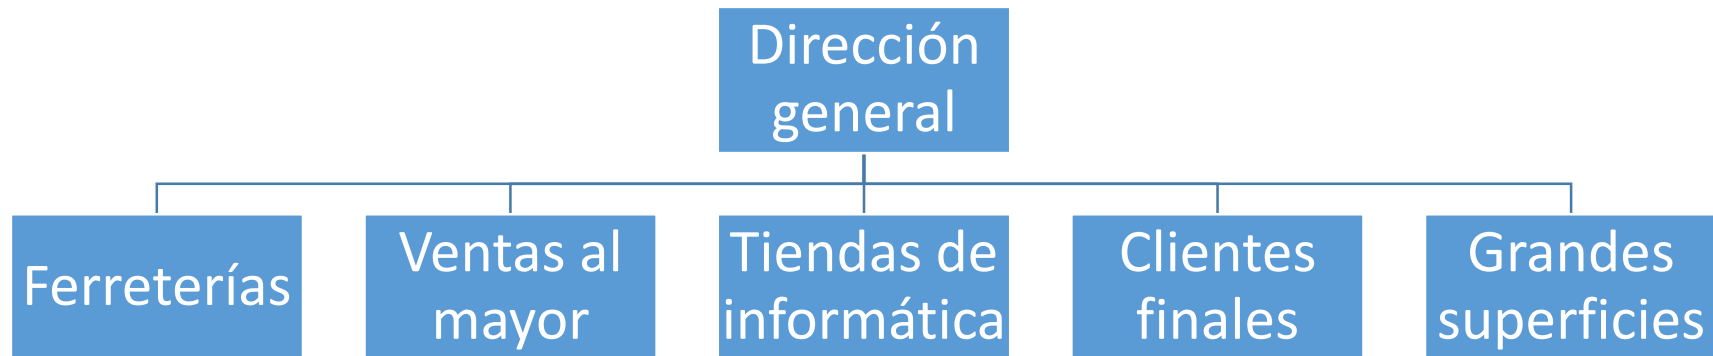 Dirección
general
Ferreterías
Ventas al
mayor
Tiendas de
informática
Clientes
finales
Grandes
superficies